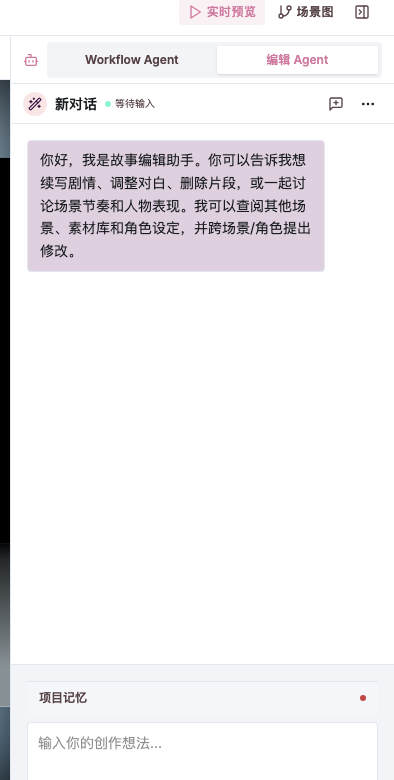 实时预览 场景图
Workflow Agent 编辑 Agent
新对话 等待输入
你好，我是故事编辑助手。你可以告诉我想
续写剧情、调整对白、删除片段，或一起讨
论场景节奏和人物表现。我可以查阅其他场
景、素材库和角色设定，并跨场景/角色提出
修改。
项目记忆
输入你的创作想法...